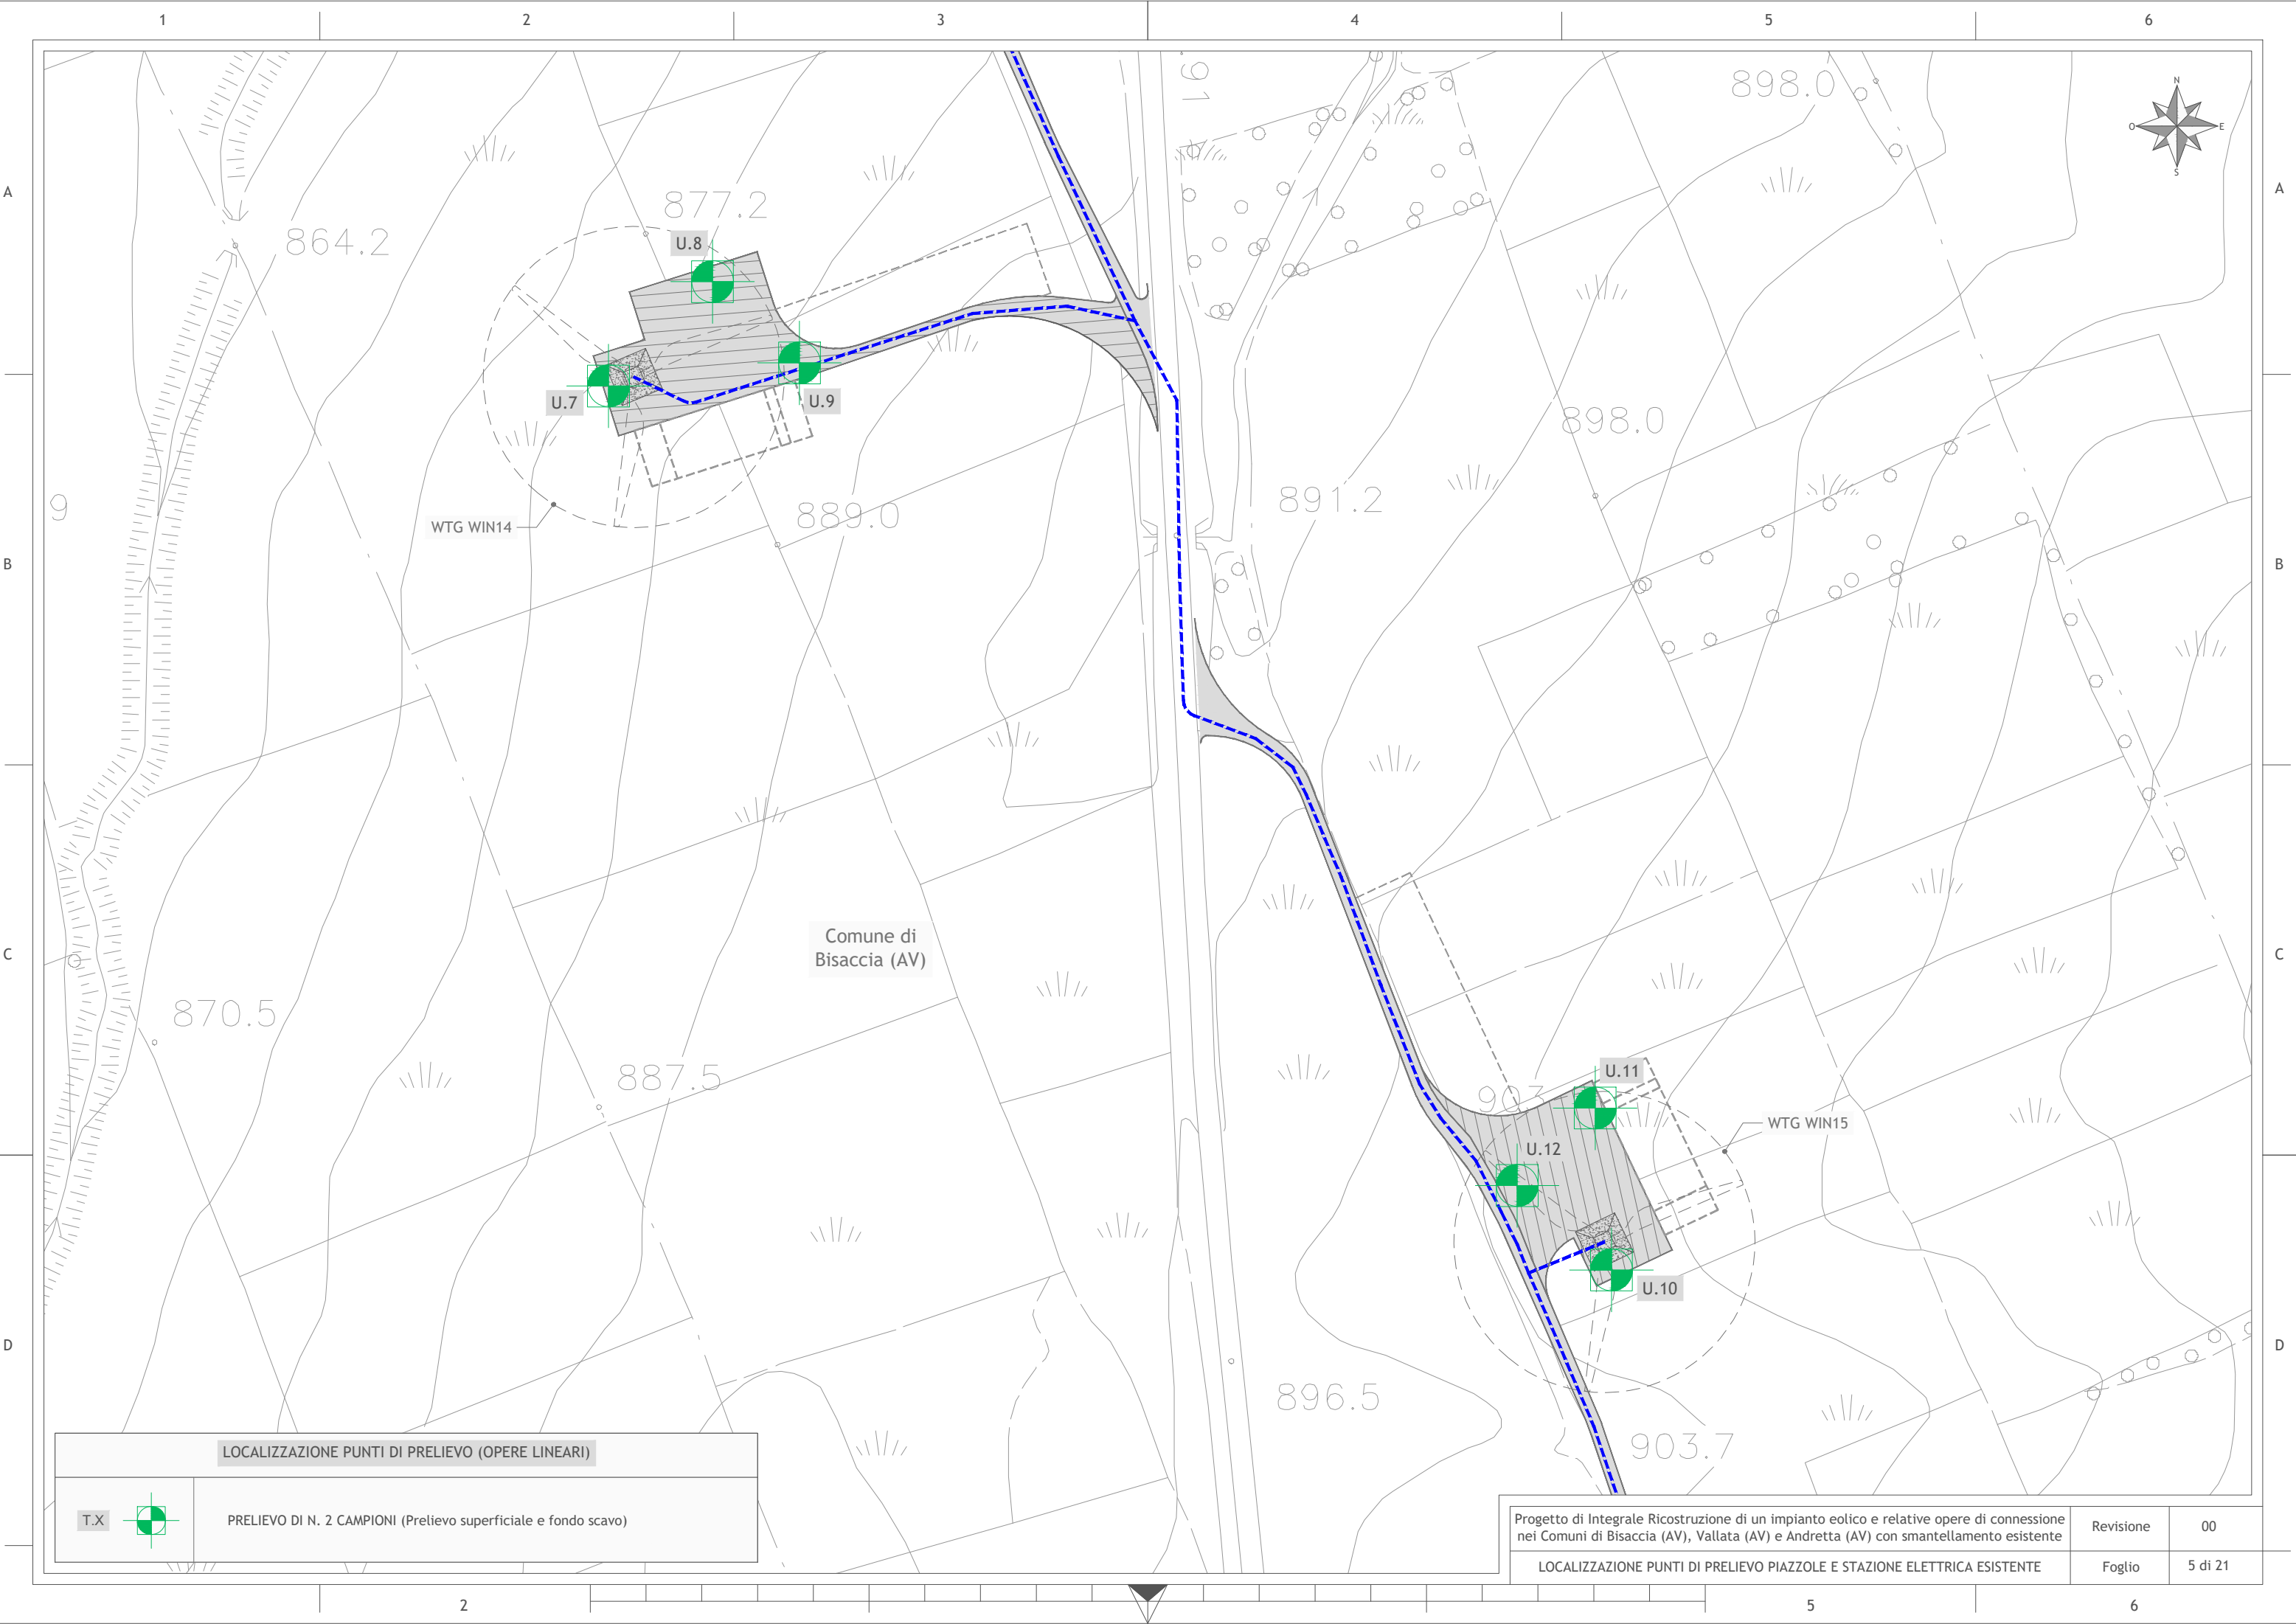 1 2 3 4 5 6
N
O E
S
A A
898.0
877.2
U.8
864.2
U.9
U.7
898.0
9
891.2
WTG WIN14
889.0
B B
Comune di
Bisaccia (AV)
C C
870.5
887.5
U.11
903
WTG WIN15
U.12
U.10
D D
896.5
903.7
LOCALIZZAZIONE PUNTI DI PRELIEVO (OPERE LINEARI)
T.X PRELIEVO DI N. 2 CAMPIONI (Prelievo superficiale e fondo scavo)
Progetto di Integrale Ricostruzione di un impianto eolico e relative opere di connessione
nei Comuni di Bisaccia (AV), Vallata (AV) e Andretta (AV) con smantellamento esistente
Revisione 00
LOCALIZZAZIONE PUNTI DI PRELIEVO PIAZZOLE E STAZIONE ELETTRICA ESISTENTE
Foglio 5 di 21
2 5 6